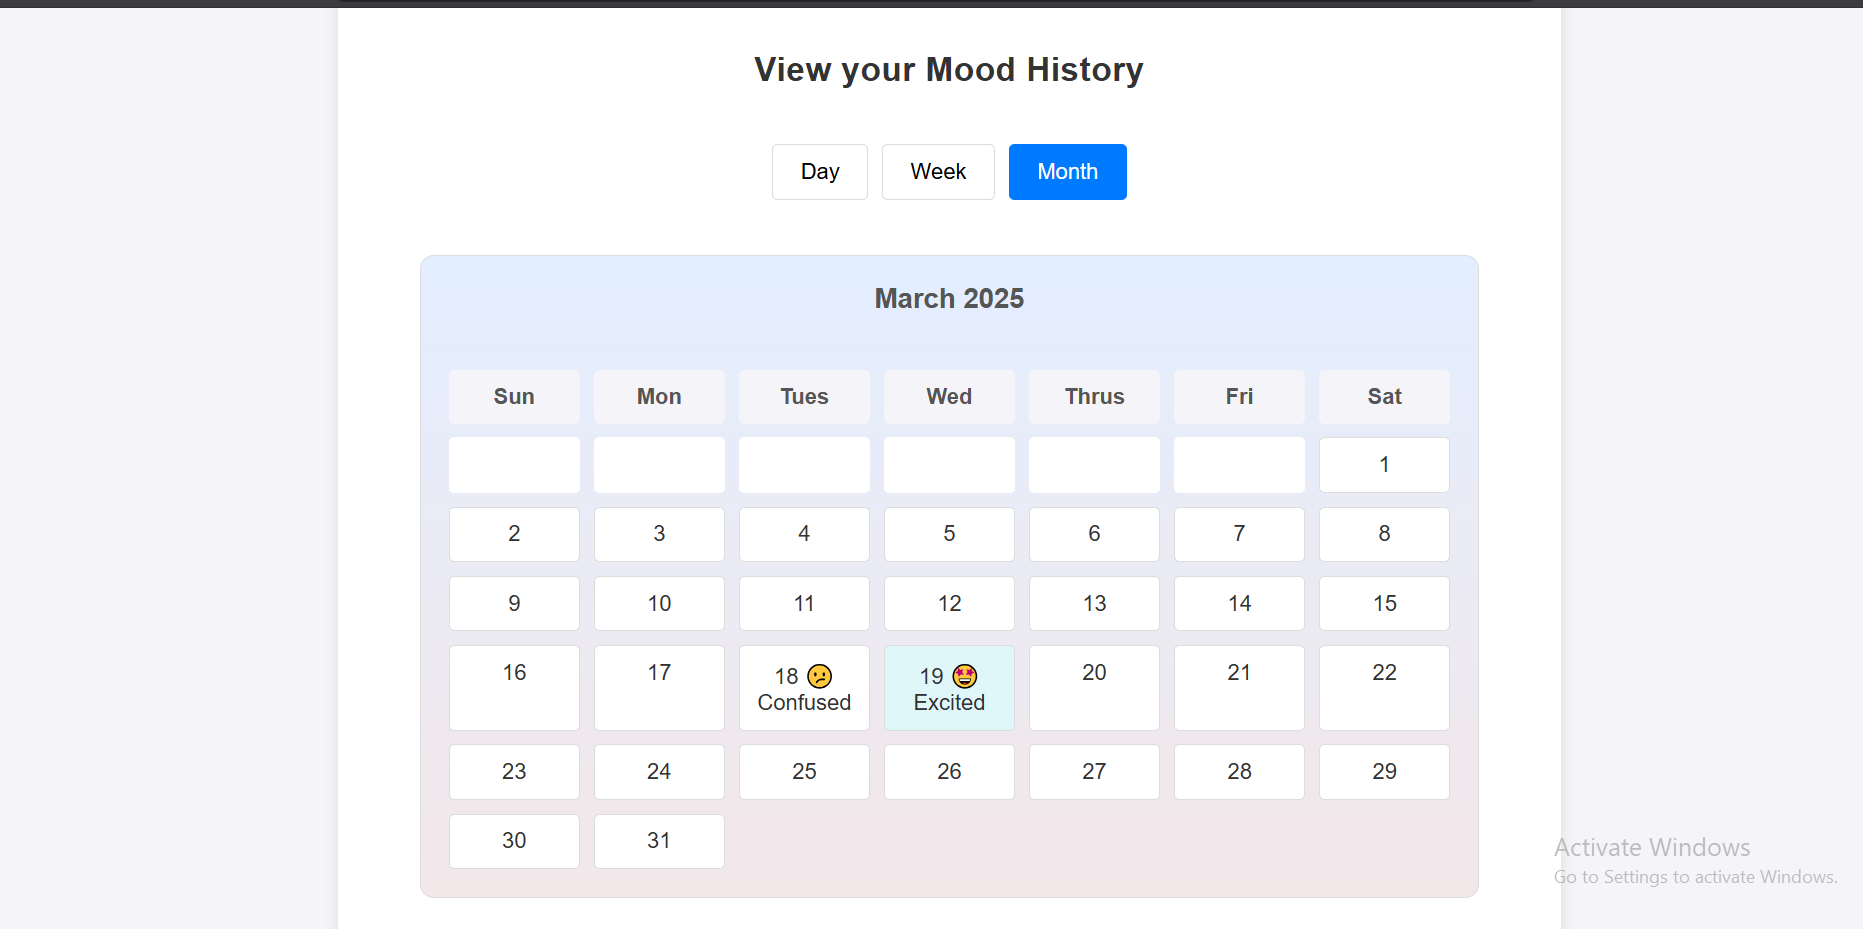 View your Mood History
Day Week Month
March 2025
Sun Mon Tues Wed Thrus Fri Sat
1
2 3 4 5 6 7 8
9 10 11 12 13 14 15
16 17 18 😕 19 🤩 20 21 22
Confused Excited
23 24 25 26 27 28 29
30 31
Activate Windows
Go to Settings to activate Windows.